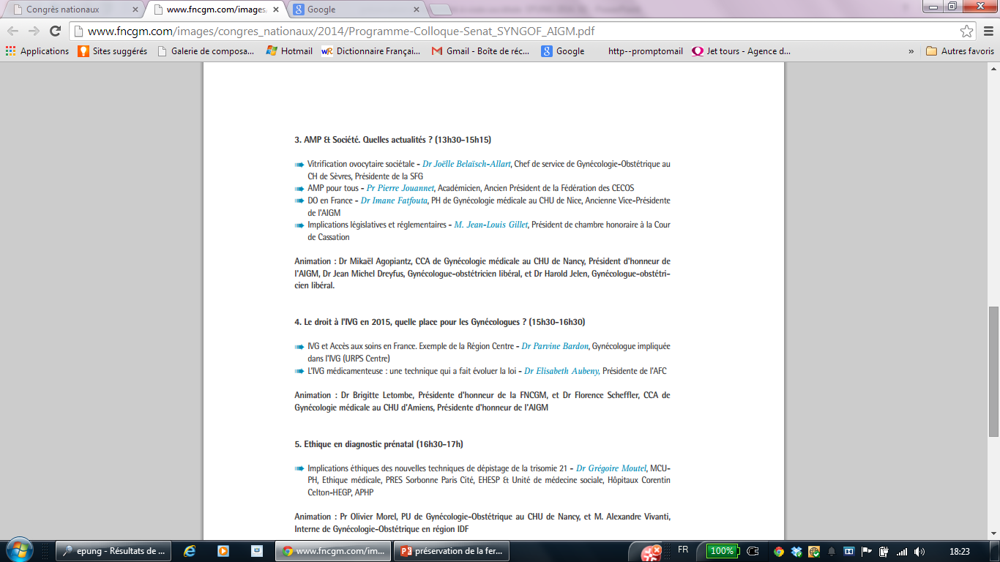 Congrès nationaux
www.fncgm.com/images
Google
www.fncgm.com/images/congres_nationaux/2014/Programme-Colloque-Senat_SYNGOF_AIGM.pdf
Applications Sites suggérés Galerie de composa... Hotmail Dictionnaire Françai... Gmail - Boîte de réc... Google http--promptomail Jet tours - Agence d... » Autres favoris
3. AMP & Société. Quelles actualités ? (13h30-15h15)
Vitrification ovocytaire sociétale - Dr Joëlle Belaïsch-Allart, Chef de service de Gynécologie-Obstétrique au
CH de Sèvres, Présidente de la SFG
AMP pour tous - Pr Pierre Jouannet, Académicien, Ancien Président de la Fédération des CECOS
DO en France - Dr Imane Fatfouta, PH de Gynécologie médicale au CHU de Nice, Ancienne Vice-Présidente
de l'AIGM
Implications législatives et réglementaires - M. Jean-Louis Gillet, Président de chambre honoraire à la Cour
de Cassation
Animation : Dr Mikaël Agopiantz, CCA de Gynécologie médicale au CHU de Nancy, Président d'honneur de
l'AIGM, Dr Jean Michel Dreyfus, Gynécologue-obstétricien libéral, et Dr Harold Jelen, Gynécologue-obstétri-
cien libéral.
4. Le droit à l'IVG en 2015, quelle place pour les Gynécologues ? (15h30-16h30)
IVG et Accès aux soins en France. Exemple de la Région Centre - Dr Parvine Bardon, Gynécologue impliquée
dans l'IVG (URPS Centre)
L'IVG médicamenteuse : une technique qui a fait évoluer la loi - Dr Elisabeth Aubeny, Présidente de l'AFC
Animation : Dr Brigitte Letombe, Présidente d'honneur de la FNCGM, et Dr Florence Scheffler, CCA de
Gynécologie médicale au CHU d'Amiens, Présidente d'honneur de l'AIGM
5. Ethique en diagnostic prénatal (16h30-17h)
Implications éthiques des nouvelles techniques de dépistage de la trisomie 21 - Dr Grégoire Moutel, MCU-
PH, Ethique médicale, PRES Sorbonne Paris Cité, EHESP & Unité de médecine sociale, Hôpitaux Corentin
Celton-HEGP, APHP
Animation : Pr Olivier Morel, PU de Gynécologie-Obstétrique au CHU de Nancy, et M. Alexandre Vivanti,
Interne de Gynécologie-Obstétrique en région IDF
epung - Résultats de ... www.fncgm.com/im... préservation de la fer... FR 100% 18:23